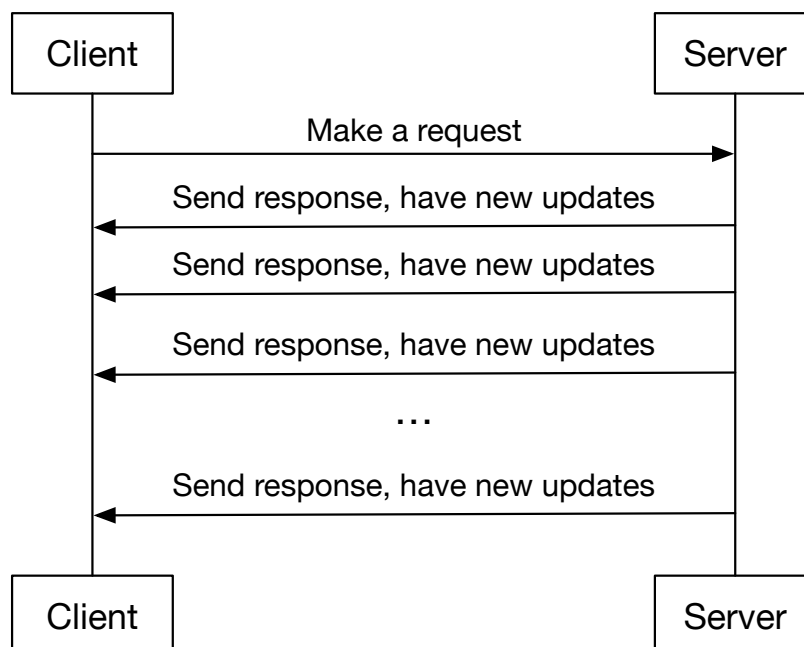 Client
Server
Make a request
Send response, have new updates
Send response, have new updates
Send response, have new updates
...
Send response, have new updates
Client
Server